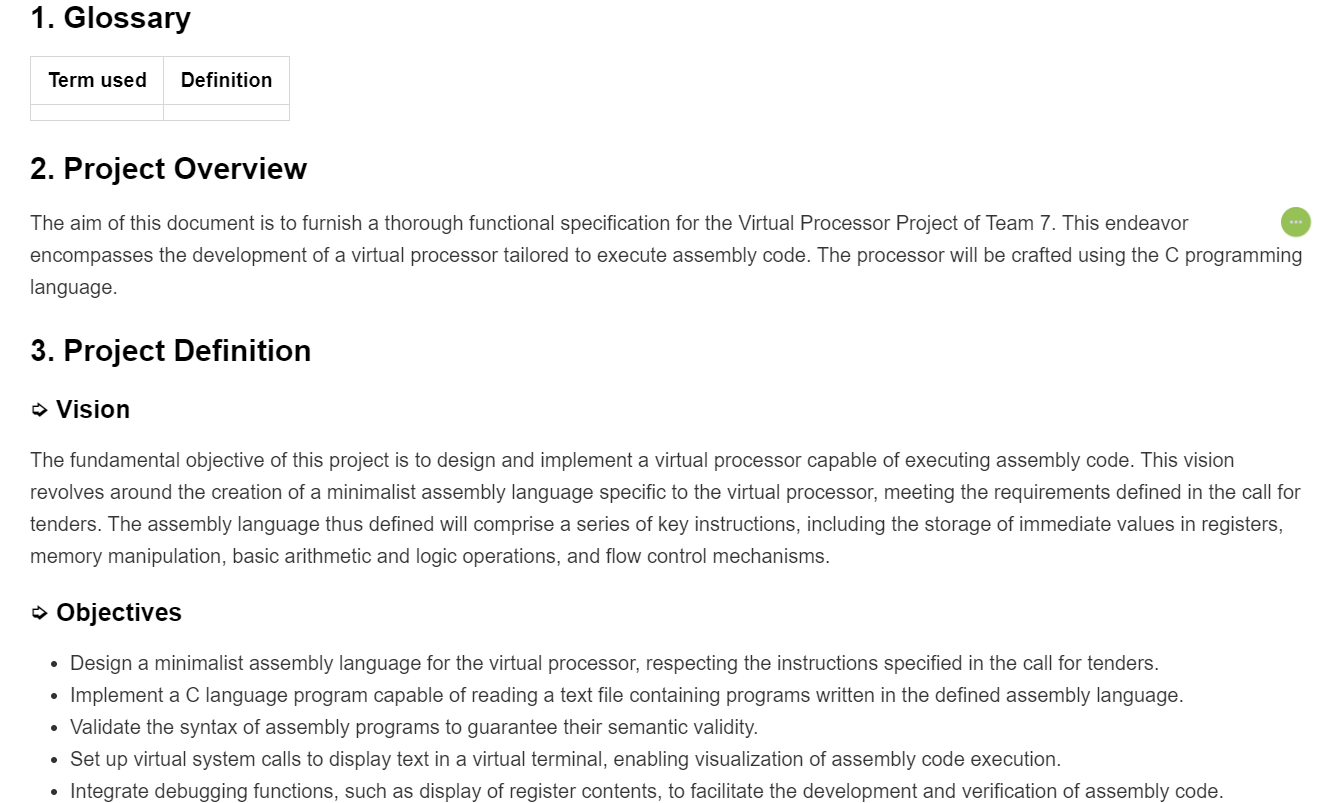 1. Glossary
Term used Definition
2. Project Overview
The aim of this document is to furnish a thorough functional specification for the Virtual Processor Project of Team 7. This endeavor
encompasses the development of a virtual processor tailored to execute assembly code. The processor will be crafted using the C programming
language.
3. Project Definition
➩ Vision
The fundamental objective of this project is to design and implement a virtual processor capable of executing assembly code. This vision
revolves around the creation of a minimalist assembly language specific to the virtual processor, meeting the requirements defined in the call for
tenders. The assembly language thus defined will comprise a series of key instructions, including the storage of immediate values in registers,
memory manipulation, basic arithmetic and logic operations, and flow control mechanisms.
➩ Objectives
• Design a minimalist assembly language for the virtual processor, respecting the instructions specified in the call for tenders.
• Implement a C language program capable of reading a text file containing programs written in the defined assembly language.
• Validate the syntax of assembly programs to guarantee their semantic validity.
• Set up virtual system calls to display text in a virtual terminal, enabling visualization of assembly code execution.
• Integrate debugging functions, such as display of register contents, to facilitate the development and verification of assembly code.